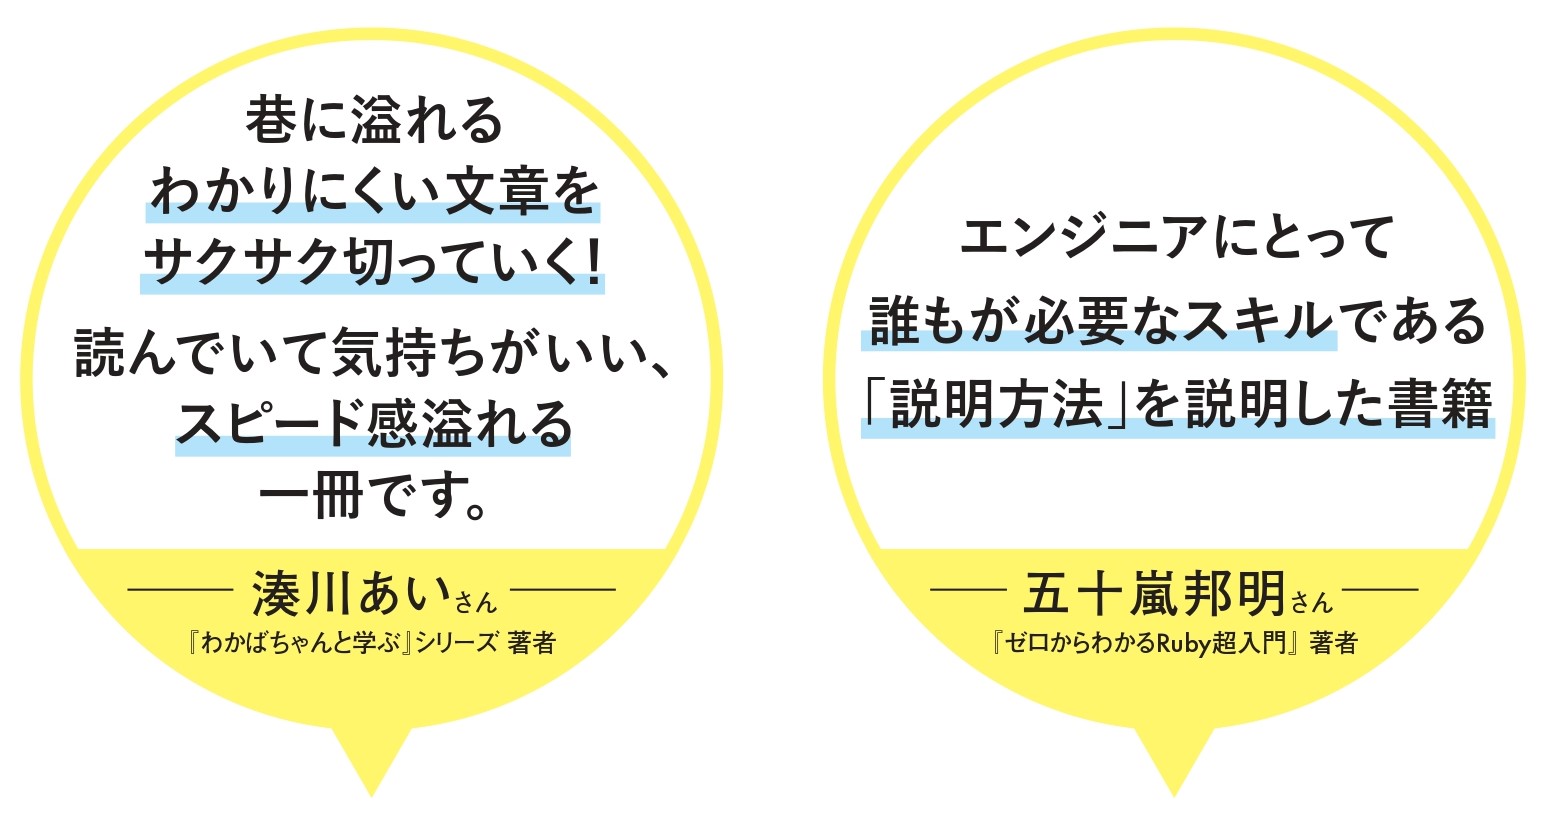 巷に溢れる
わかりにくい文章を
サクサク切っていく!
読んでいて気持ちがいい、
スピード感溢れる
一冊です。
湊川あいさん
『わかばちゃんと学ぶ』シリーズ 著者
エンジニアにとって
誰もが必要なスキルである
「説明方法」を説明した書籍
五十嵐邦明さん
『ゼロからわかるRuby超入門』 著者